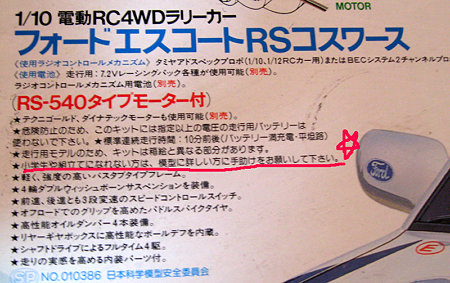 MOTOR
1/10 電動RC4WDラリーカー
フォードエスコートRSコスワース
《使用ラジオコントロールメカニズム》タミヤアドスペックプロポ(1/10、1/12RCカー用)またはBECシステム2チャンネルプロ
《使用電池》走行用：7.2Vレーシングパック各種が使用可能(別売)。
ラジオコントロールメカニズム用電池(別売)。
(RS-540タイプモーター付)
★テクニゴールド、ダイナテックモーターも使用可能(別売)。
★危険防止のため、このキットには指定以上の電圧の走行用バッテリーは
使わないで下さい。★標準連続走行時間：10分前後(バッテリー満充電・平坦路)
★走行用モデルのため、キットは箱絵と異なる部分があります。
★小学生や組立てになれない方は、模型に詳しい方に手助けをお願いして下さい。
★軽く、強度の高いバスタブタイプフレーム。
★4輪ダブルウィッシュボーンサスペンションを装備。
★前進、後進とも3段変速のスピードコントロールスイッチ。
★オフロードでのグリップを高めたパドルスパイクタイヤ。
★高性能オイルダンパー4本装備。
★リヤーギヤボックスに高性能なボールデフを内蔵。
★シャフトドライブによるフルタイム4駆。
★走りの実感を高める内装パーツ付。
SP NO.010386 日本科学模型安全委員会
Ford